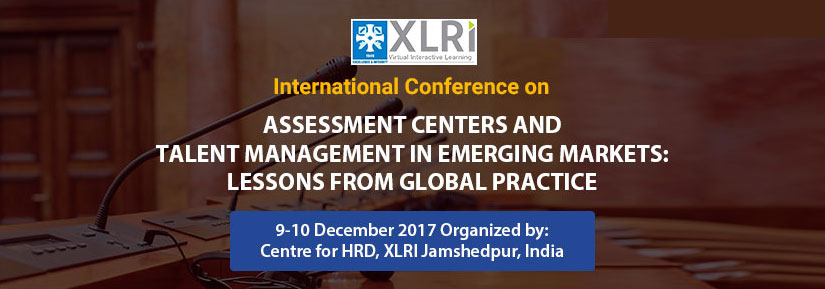 XLRi
Virtual Interactive Learning
International Conference on
ASSESSMENT CENTERS AND
TALENT MANAGEMENT IN EMERGING MARKETS:
LESSONS FROM GLOBAL PRACTICE
9-10 December 2017 Organized by:
Centre for HRD, XLRI Jamshedpur, India